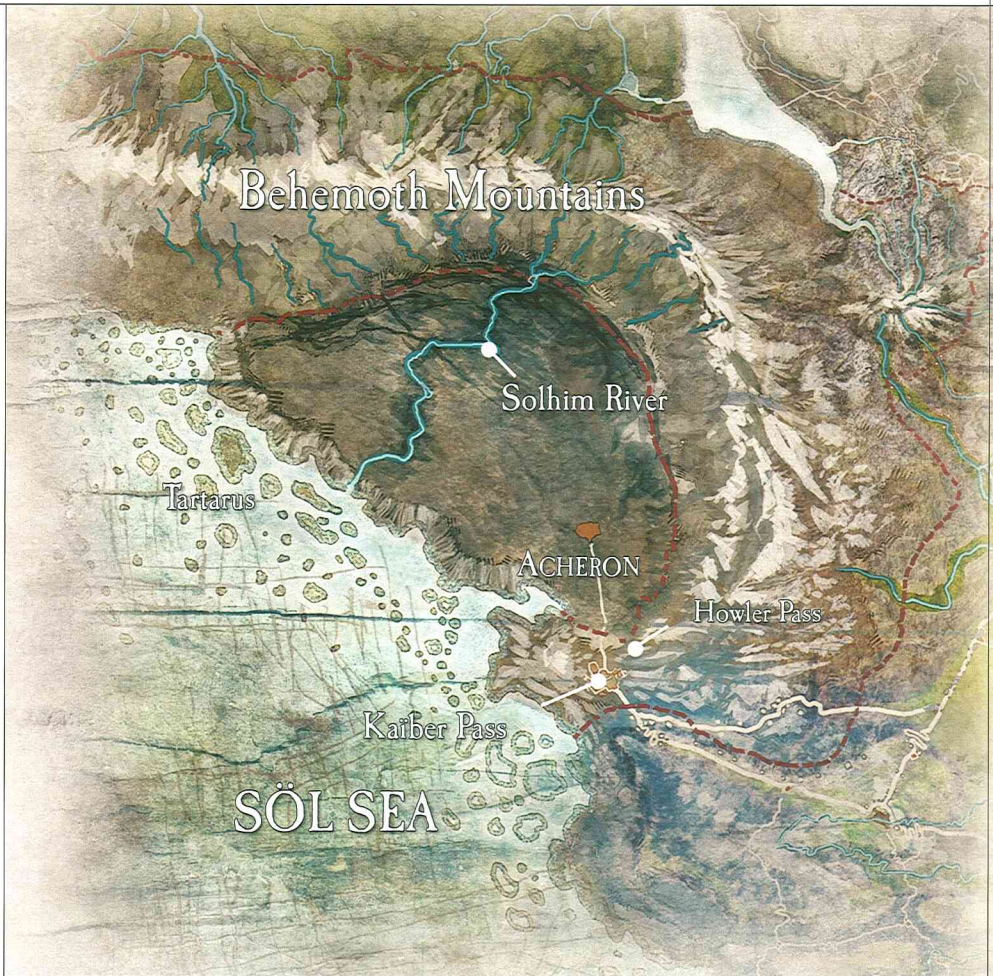 Behemoth Mountains
Solhim River
Tartarus
ACHERON
Howler Pass
Kaïber Pass
SÖL SEA